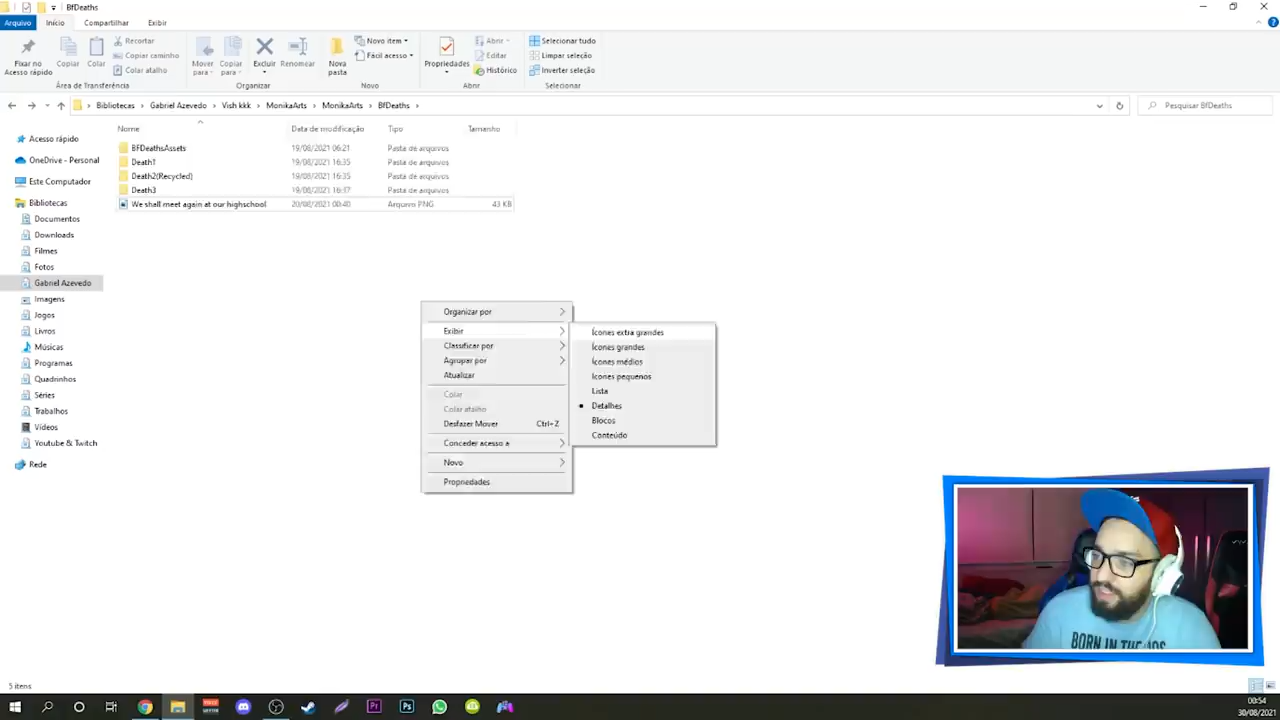 BfDeaths
Arquivo Início Compartilhar Exibir
Fixar no Acesso rápido
Copiar
Colar
Recortar
Copiar caminho
Colar atalho
Mover para
Copiar para
Excluir
Renomear
Nova pasta
Novo item
Fácil acesso
Propriedades
Abrir
Editar
Histórico
Selecionar tudo
Limpar seleção
Inverter seleção
Área de Transferência Organizar Novo Abrir Selecionar
Bibliotecas > Gabriel Azevedo > Vish kkk > MonikaArts > MonikaArts > BfDeaths >
Pesquisar BfDeaths
Nome Data de modificação Tipo Tamanho
BFDeathsAssets 19/08/2021 06:21 Pasta de arquivos
Death1 19/08/2021 16:35 Pasta de arquivos
Death2(Recycled) 19/08/2021 16:35 Pasta de arquivos
Death3 19/08/2021 16:37 Pasta de arquivos
We shall meet again at our highschool 20/08/2021 00:40 Arquivo PNG 43 KB
Acesso rápido
OneDrive - Personal
Este Computador
Bibliotecas
Documentos
Downloads
Filmes
Fotos
Gabriel Azevedo
Imagens
Jogos
Livros
Músicas
Programas
Quadrinhos
Séries
Trabalhos
Vídeos
Youtube & Twitch
Rede
Organizar por
Exibir
Classificar por
Agrupar por
Atualizar
Colar
Colar atalho
Desfazer Mover Ctrl+Z
Conceder acesso a
Novo
Propriedades
Ícones extra grandes
Ícones grandes
Ícones médios
Ícones pequenos
Lista
Detalhes
Blocos
Conteúdo
BORN IN THE
5 itens
00:54
30/08/2021